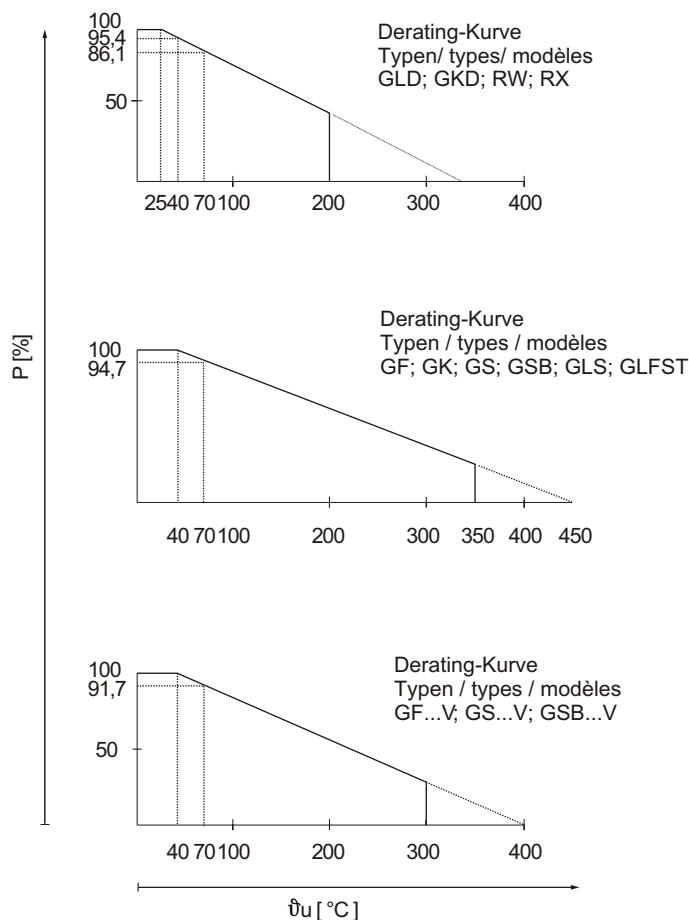 100
95,4
86,1
50
Derating-Kurve
Typen/ types/ modèles
GLD; GKD; RW; RX
25 40 70 100 200 300 400
P [%]
100
94,7
Derating-Kurve
Typen / types / modèles
GF; GK; GS; GSB; GLS; GLFST
40 70 100 200 300 350 400 450
100
91,7
50
Derating-Kurve
Typen / types / modèles
GF...V; GS...V; GSB...V
40 70 100 200 300 400
ϑu [ °C ]